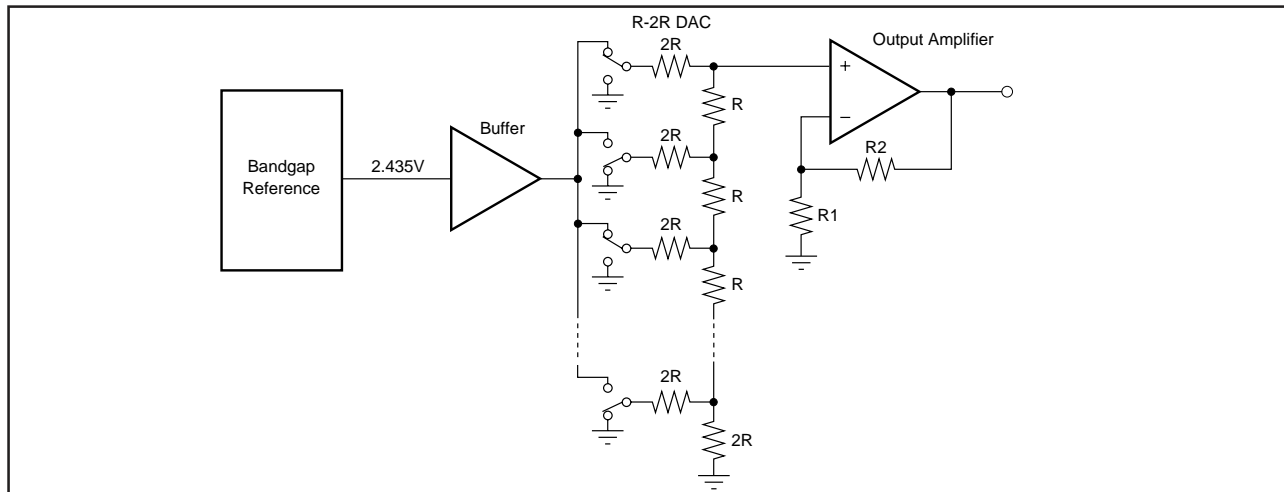 R-2R DAC
2R
Output Amplifier
+
R
−
Buffer
2R
R2
Bandgap
Reference
2.435V
R
R1
2R
R
2R
2R